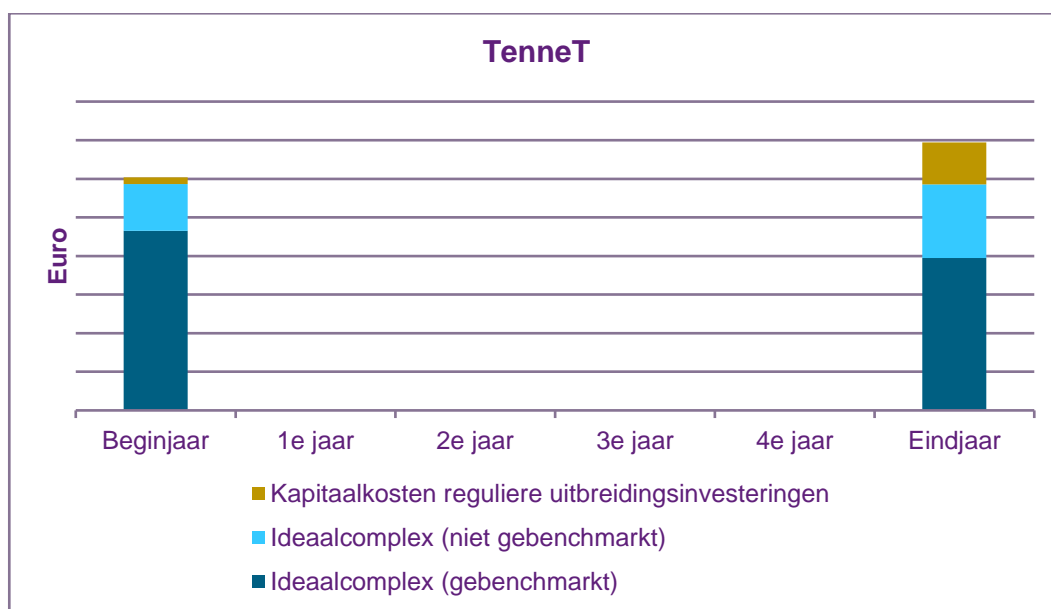 TenneT
Euro
Beginjaar 1e jaar 2e jaar 3e jaar 4e jaar Eindjaar
Kapitaalkosten reguliere uitbreidingsinvesteringen
Ideaalcomplex (niet gebenchmarkt)
Ideaalcomplex (gebenchmarkt)